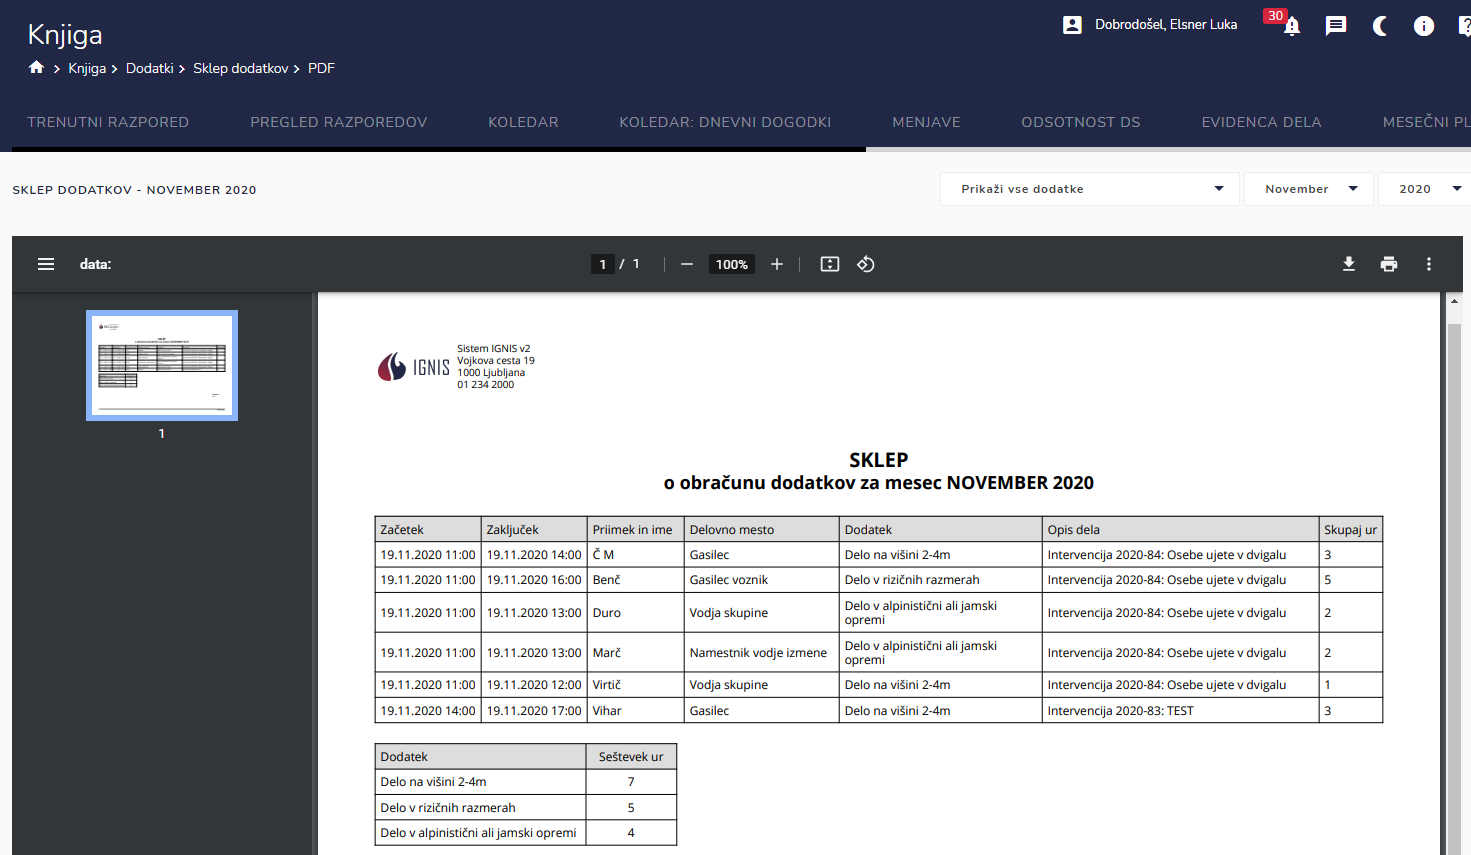 Knjiga
Dobrodošel, Elsner Luka
30
Knjiga > Dodatki > Sklep dodatkov > PDF
TRENUTNI RAZPORED PREGLED RAZPOREDOV KOLEDAR KOLEDAR: DNEVNI DOGODKI MENJAVE ODSOTNOST DS EVIDENCA DELA MESEČNI PL
SKLEP DODATKOV - NOVEMBER 2020
Prikaži vse dodatke November 2020
data: 1 / 1 100%
1
IGNIS
Sistem IGNIS v2
Vojkova cesta 19
1000 Ljubljana
01 234 2000
SKLEP
o obračunu dodatkov za mesec NOVEMBER 2020
Začetek Zaključek Priimek in ime Delovno mesto Dodatek Opis dela Skupaj ur
19.11.2020 11:00 19.11.2020 14:00 Č M Gasilec Delo na višini 2-4m Intervencija 2020-84: Osebe ujete v dvigalu 3
19.11.2020 11:00 19.11.2020 16:00 Benč Gasilec voznik Delo v rizičnih razmerah Intervencija 2020-84: Osebe ujete v dvigalu 5
19.11.2020 11:00 19.11.2020 13:00 Duro Vodja skupine Delo v alpinistični ali jamski opremi Intervencija 2020-84: Osebe ujete v dvigalu 2
19.11.2020 11:00 19.11.2020 13:00 Marč Namestnik vodje izmene Delo v alpinistični ali jamski opremi Intervencija 2020-84: Osebe ujete v dvigalu 2
19.11.2020 11:00 19.11.2020 12:00 Virtič Vodja skupine Delo na višini 2-4m Intervencija 2020-84: Osebe ujete v dvigalu 1
19.11.2020 14:00 19.11.2020 17:00 Vihar Gasilec Delo na višini 2-4m Intervencija 2020-83: TEST 3
Dodatek Seštevek ur
Delo na višini 2-4m 7
Delo v rizičnih razmerah 5
Delo v alpinistični ali jamski opremi 4